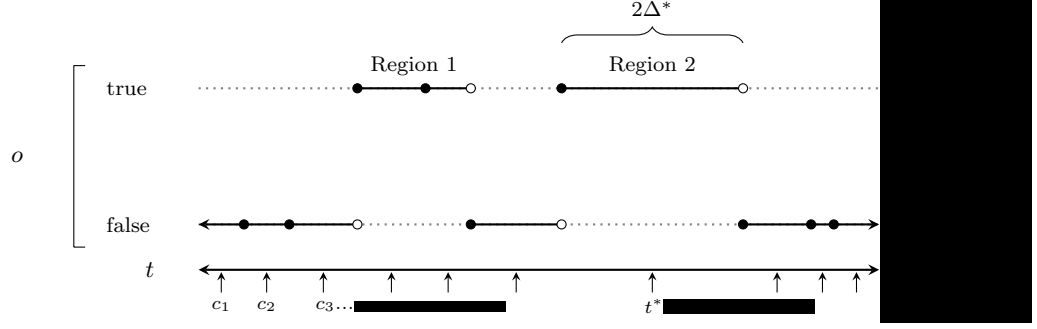 2Δ*
Region 1 Region 2
true
o
false
t
c₁ c₂ c₃... t*